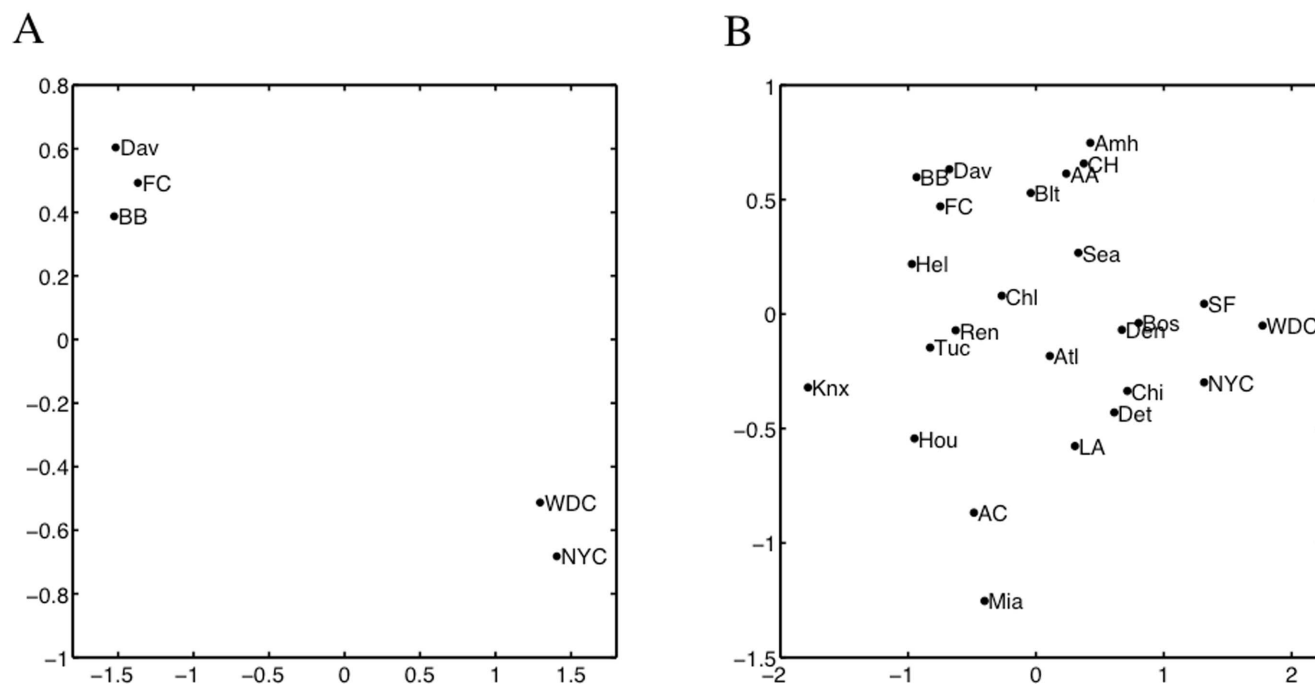 A
B
0.8
0.6
0.4
0.2
0
−0.2
−0.4
−0.6
−0.8
−1
Dav
FC
BB
WDC
NYC
−1.5
−1
−0.5
0
0.5
1
1.5
1
0.5
0
−0.5
−1
−1.5
Amh
CH
AA
BB
Dav
Blt
FC
Sea
Hel
Chl
SF
Bos
Den
WDC
Ren
Tuc
Atl
Knx
NYC
Chi
Det
Hou
LA
AC
Mia
−2
−1
0
1
2